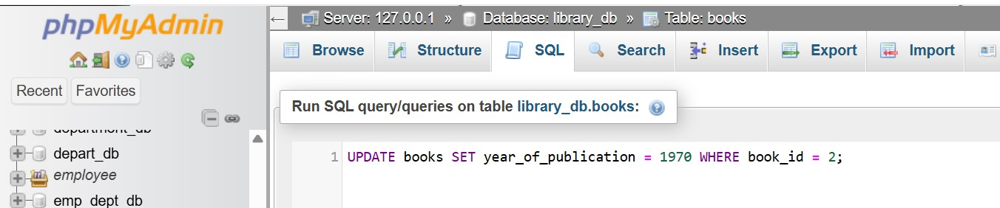 phpMyAdmin
Recent Favorites
department_db
depart_db
employee
emp_dept_db
Server: 127.0.0.1 » Database: library_db » Table: books
Browse Structure SQL Search Insert Export Import
Run SQL query/queries on table library_db.books:
1 UPDATE books SET year_of_publication = 1970 WHERE book_id = 2;